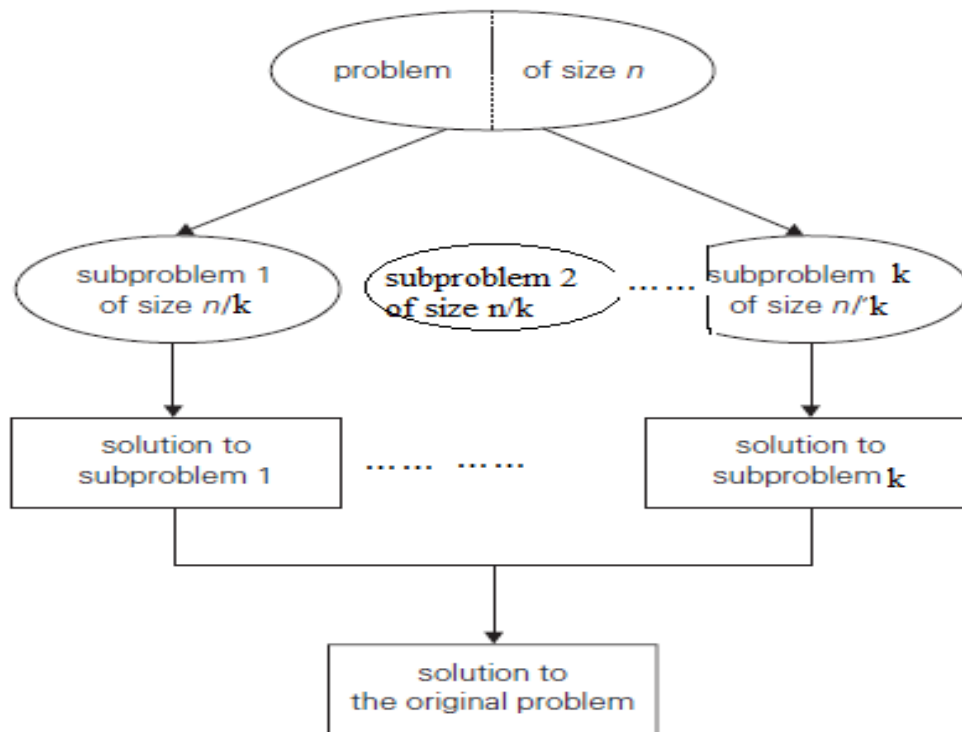 problem of size n
subproblem 1
of size n/k
subproblem 2
of size n/k
... ...
subproblem k
of size n/'k
solution to
subproblem 1
... ... ... ...
solution to
subproblem k
solution to
the original problem